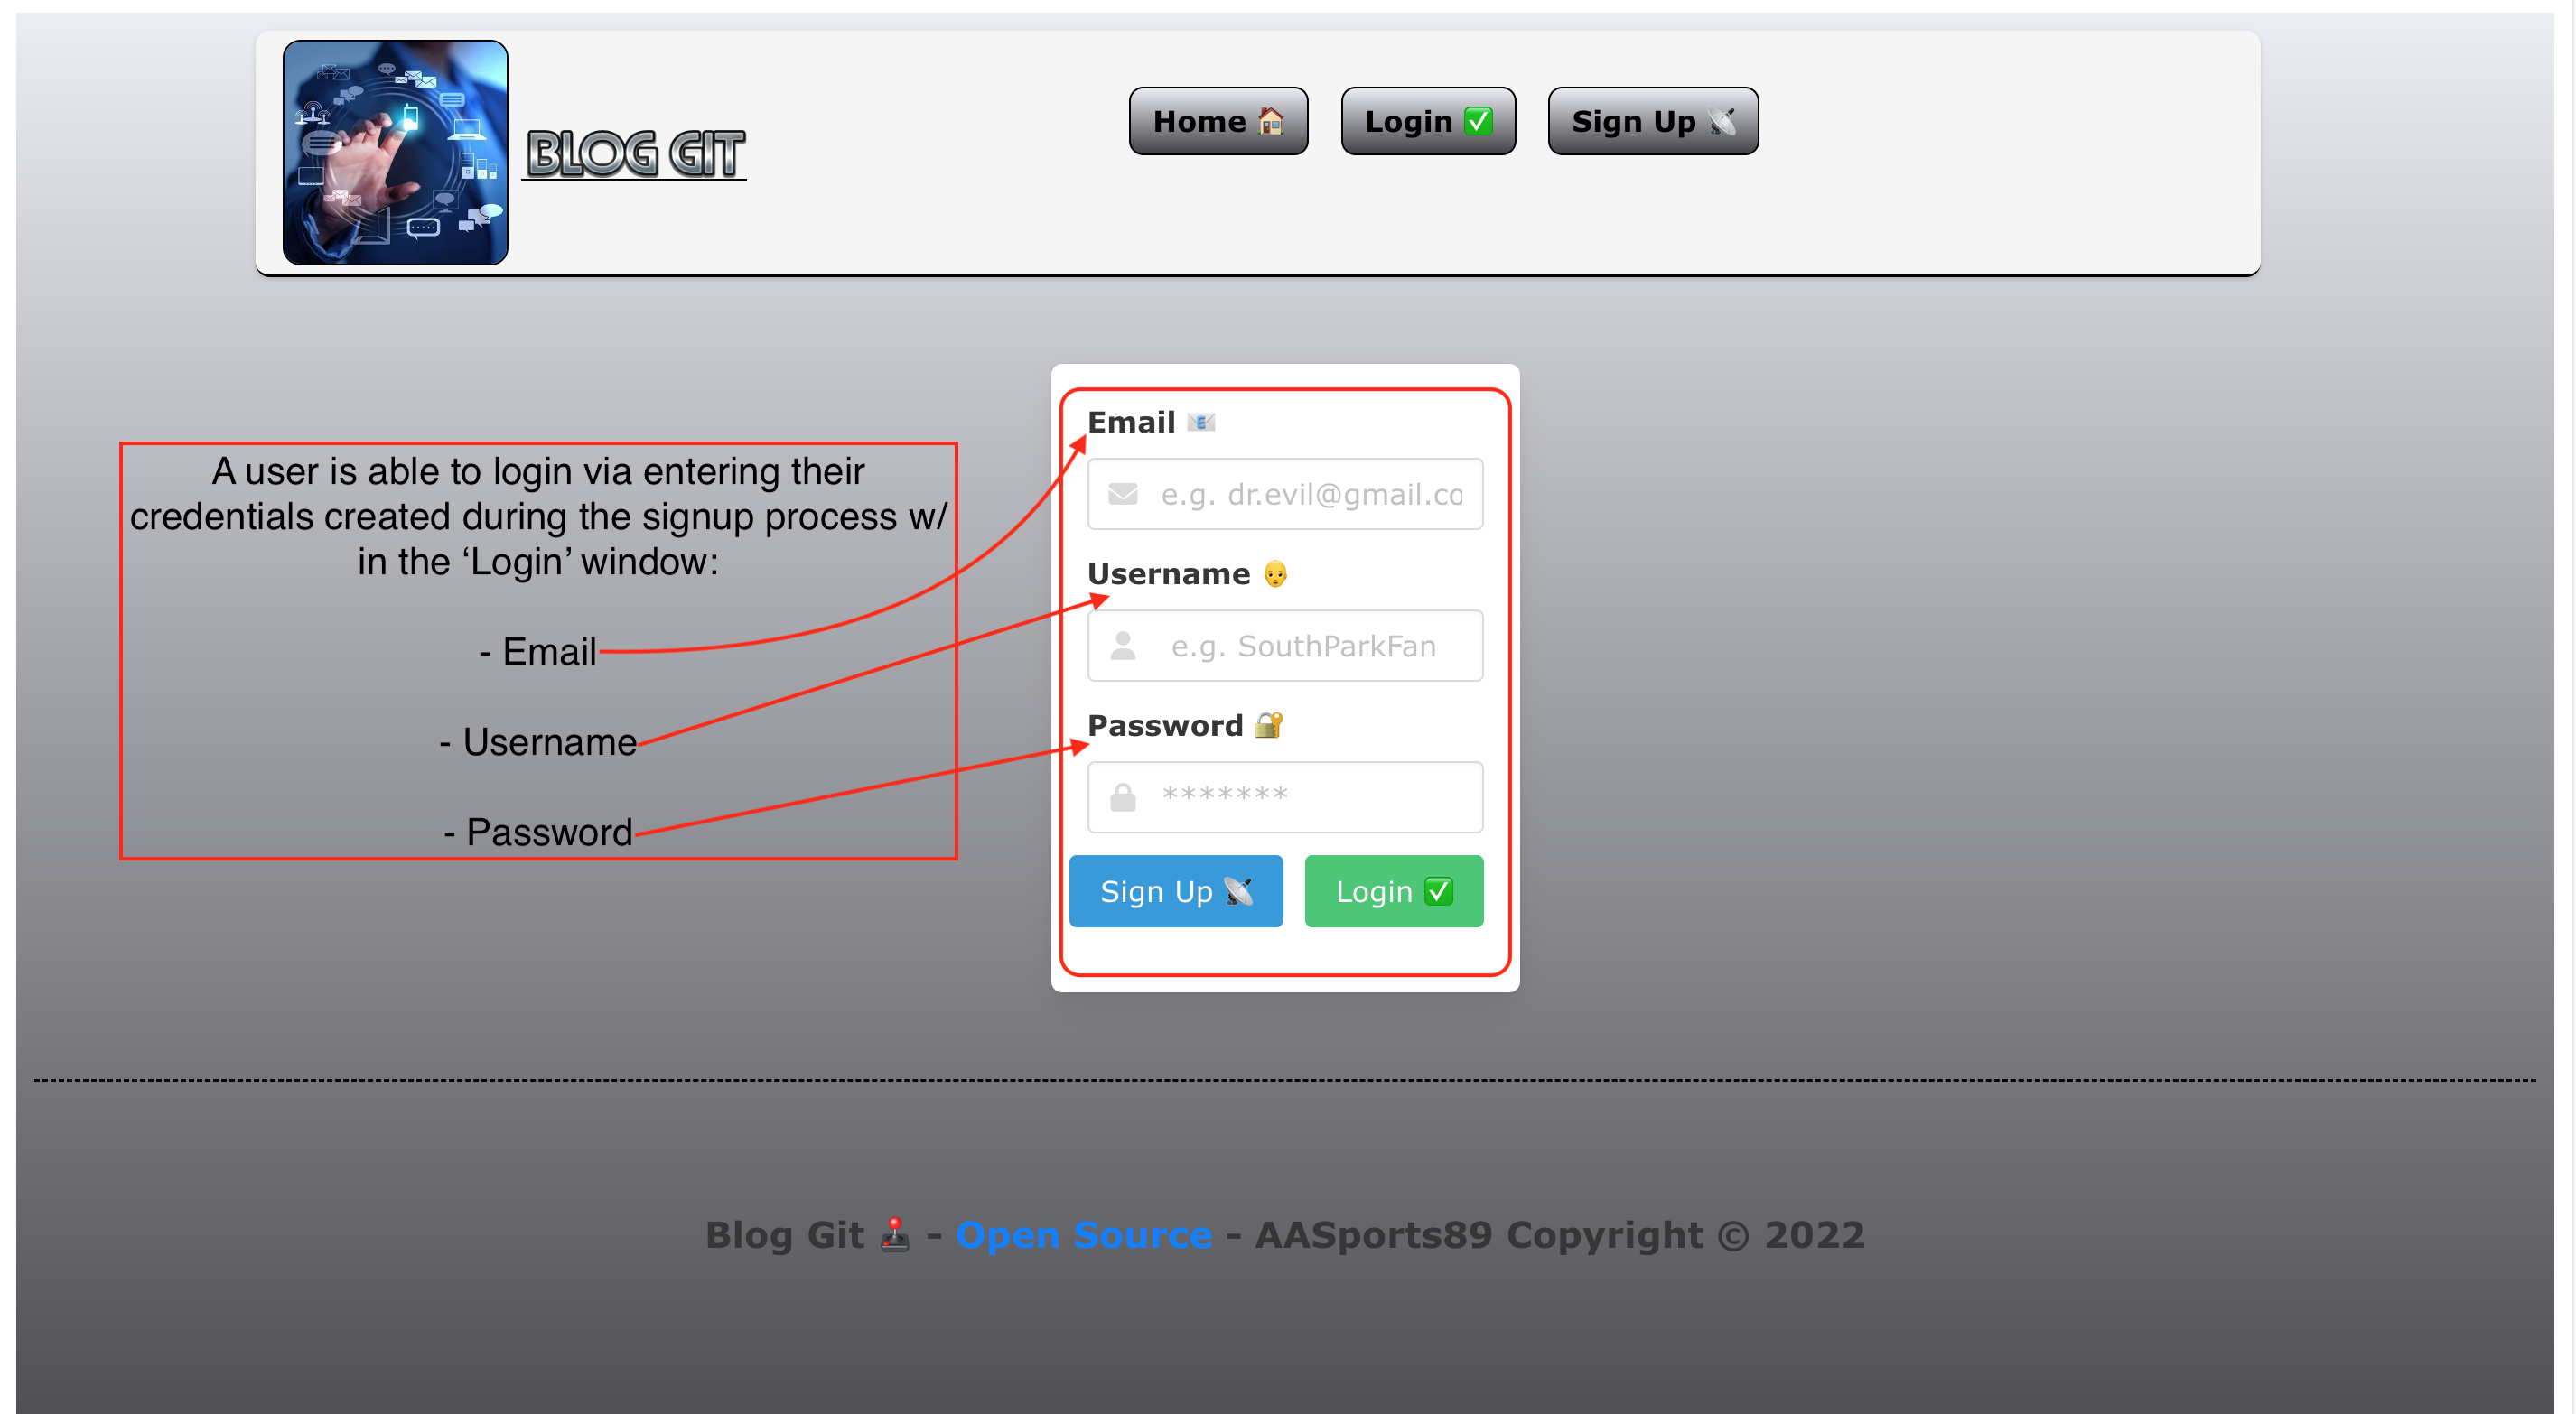 BLOG GIT
Home 🏠 Login ✅ Sign Up 📡
A user is able to login via entering their
credentials created during the signup process w/
in the ‘Login’ window:
- Email
- Username
- Password
Email 📧
e.g. dr.evil@gmail.co
Username 👴
e.g. SouthParkFan
Password 🔐
*******
Sign Up 📡 Login ✅
Blog Git 🕹️ - Open Source - AASports89 Copyright © 2022